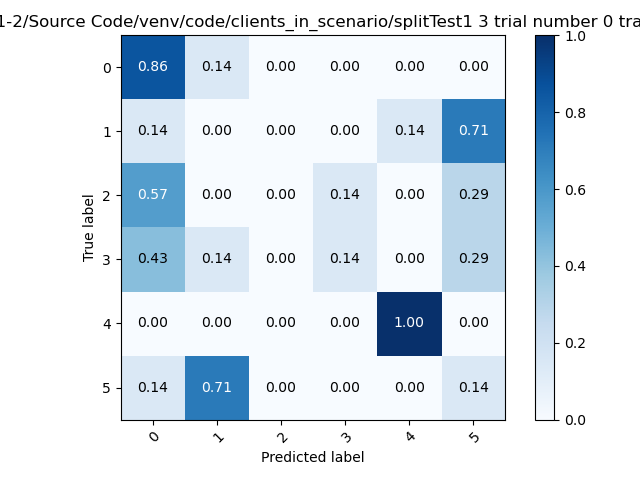 1-2/Source Code/venv/code/clients_in_scenario/splitTest1 3 trial number 0 tra
0 0.86 0.14 0.00 0.00 0.00 0.00
1 0.14 0.00 0.00 0.00 0.14 0.71
2 0.57 0.00 0.00 0.14 0.00 0.29
3 0.43 0.14 0.00 0.14 0.00 0.29
4 0.00 0.00 0.00 0.00 1.00 0.00
5 0.14 0.71 0.00 0.00 0.00 0.14
0 1 2 3 4 5
True label
Predicted label
1.0
0.8
0.6
0.4
0.2
0.0